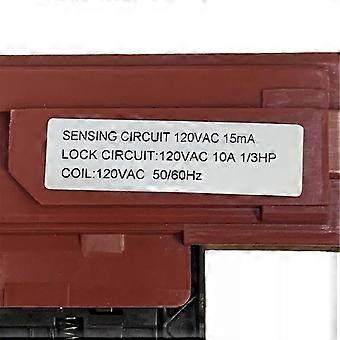 SENSING CIRCUIT 120VAC 15mA
LOCK CIRCUIT:120VAC 10A 1/3HP
COIL:120VAC 50/60Hz